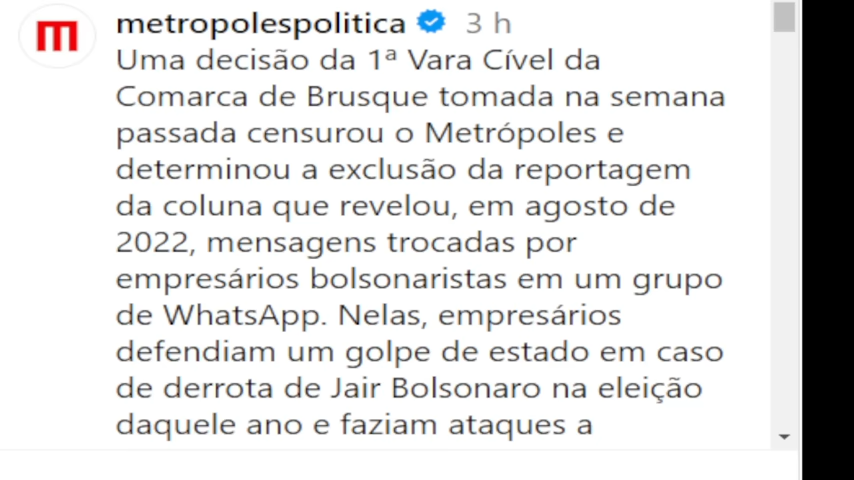 metropolespolitica 3 h
Uma decisão da 1ª Vara Cível da
Comarca de Brusque tomada na semana
passada censurou o Metrópoles e
determinou a exclusão da reportagem
da coluna que revelou, em agosto de
2022, mensagens trocadas por
empresários bolsonaristas em um grupo
de WhatsApp. Nelas, empresários
defendiam um golpe de estado em caso
de derrota de Jair Bolsonaro na eleição
daquele ano e faziam ataques a